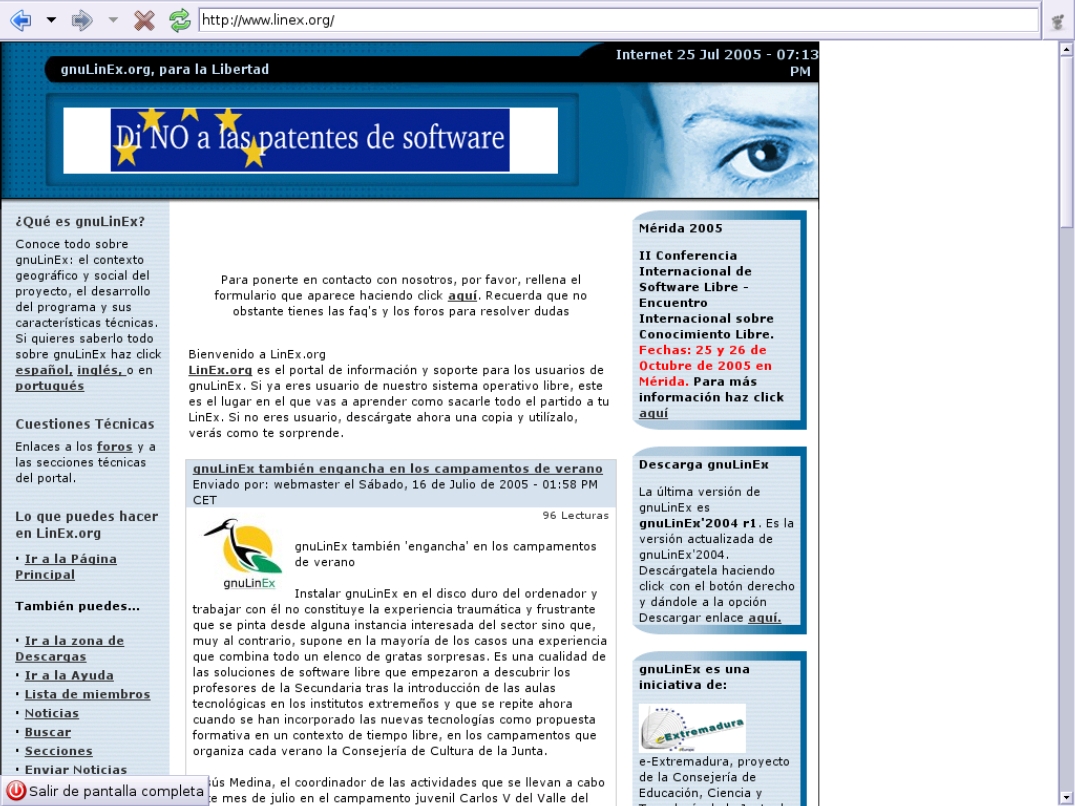 http://www.linex.org/
gnuLinEx.org, para la Libertad
Internet 25 Jul 2005 - 07:13
PM
Di NO a las patentes de software
¿Qué es gnuLinEx?
Conoce todo sobre
gnuLinEx: el contexto
geográfico y social del
proyecto, el desarrollo
del programa y sus
características técnicas.
Si quieres saberlo todo
sobre gnuLinEx haz click
español, inglés, o en
portugués
Cuestiones Técnicas
Enlaces a los foros y a
las secciones técnicas
del portal.
Lo que puedes hacer
en LinEx.org
· Ir a la Página
Principal
También puedes...
· Ir a la zona de
Descargas
· Ir a la Ayuda
· Lista de miembros
· Noticias
· Buscar
· Secciones
· Enviar Noticias
Salir de pantalla completa
Para ponerte en contacto con nosotros, por favor, rellena el
formulario que aparece haciendo click aquí. Recuerda que no
obstante tienes las faq's y los foros para resolver dudas
Bienvenido a LinEx.org
LinEx.org es el portal de información y soporte para los usuarios de
gnuLinEx. Si ya eres usuario de nuestro sistema operativo libre, este
es el lugar en el que vas a aprender como sacarle todo el partido a tu
LinEx. Si no eres usuario, descárgate ahora una copia y utilízalo,
verás como te sorprende.
gnuLinEx también engancha en los campamentos de verano
Enviado por: webmaster el Sábado, 16 de Julio de 2005 - 01:58 PM
CET
96 Lecturas
gnuLinEx
gnuLinEx también 'engancha' en los campamentos
de verano
Instalar gnuLinEx en el disco duro del ordenador y
trabajar con él no constituye la experiencia traumática y frustrante
que se pinta desde alguna instancia interesada del sector sino que,
muy al contrario, supone en la mayoría de los casos una experiencia
que combina todo un elenco de gratas sorpresas. Es una cualidad de
las soluciones de software libre que empezaron a descubrir los
profesores de la Secundaria tras la introducción de las aulas
tecnológicas en los institutos extremeños y que se repite ahora
cuando se han incorporado las nuevas tecnologías como propuesta
formativa en un contexto de tiempo libre, en los campamentos que
organiza cada verano la Consejería de Cultura de la Junta.
ús Medina, el coordinador de las actividades que se llevan a cabo
te mes de julio en el campamento juvenil Carlos V del Valle del
Mérida 2005
II Conferencia
Internacional de
Software Libre -
Encuentro
Internacional sobre
Conocimiento Libre.
Fechas: 25 y 26 de
Octubre de 2005 en
Mérida. Para más
información haz click
aquí
Descarga gnuLinEx
La última versión de
gnuLinEx es
gnuLinEx'2004 r1. Es la
versión actualizada de
gnuLinEx'2004.
Descárgatela haciendo
click con el botón derecho
y dándole a la opción
Descargar enlace aquí.
gnuLinEx es una
iniciativa de:
eExtremadura
e-Extremadura, proyecto
de la Consejería de
Educación, Ciencia y